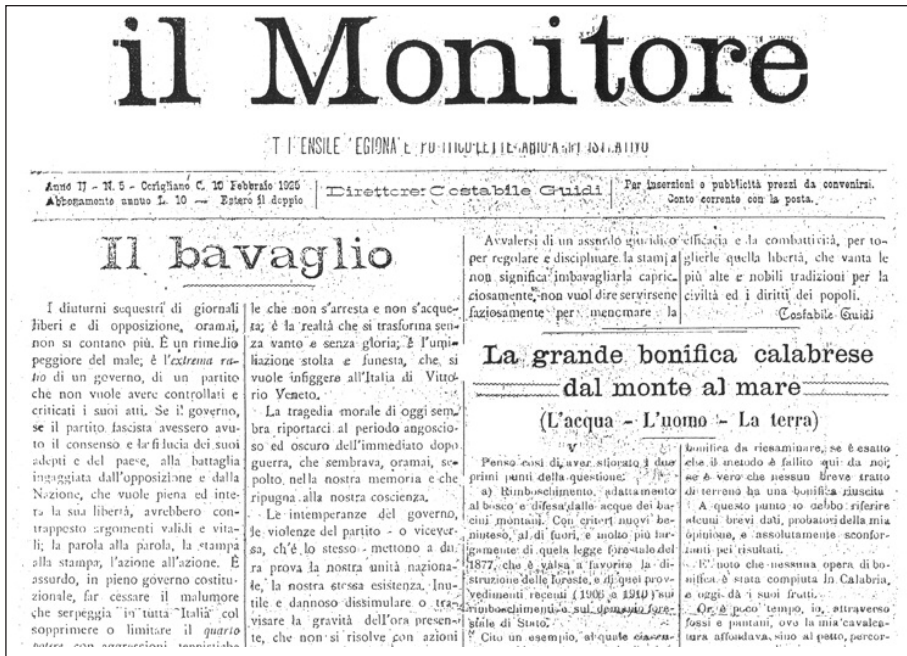 il Monitore
POLITICO-LETTERARIO
Anno II - N. 5 - Corigliano C. 10 Febbraio 1925
Abbonamento annuo L. 10 — Estero il doppio
Direttore: Costabile Guidi
Per inserzioni e pubblicità prezzi da convenirsi.
Conto corrente con la posta.
Il bavaglio
I diuturni sequestri di giornali
liberi e di opposizione, oramai,
non si contano più. È un rimedio
peggiore del male; è l'extrema ra-
tio di un governo, di un partito
che non vuole avere controllati e
criticati i suoi atti. Se il governo,
se il partito fascista avessero avu-
to il consenso e la fiducia dei suoi
adepti e del paese, alla battaglia
ingaggiata dall'opposizione e dalla
Nazione, che vuole piena ed inte-
ra la sua libertà, avrebbero con-
trapposto argomenti validi e vita-
li; la parola alla parola, la stampa
alla stampa, l'azione all'azione. È
assurdo, in pieno governo costitu-
zionale, far cessare il malumore
che serpeggia in tutta Italia col
sopprimere o limitare il quarto
potere con aggressioni
le che non s'arresta e non s'acque-
ta; è la realtà che si trasforma sen-
za vanto e senza gloria; è l'umi-
liazione stolta e funesta, che si
vuole infiggere all'Italia di Vitto-
rio Veneto.
La tragedia morale di oggi sem-
bra riportarci al periodo angoscio-
so ed oscuro dell'immediato dopo
guerra, che sembrava, oramai, se-
polto nella nostra memoria e che
ripugna alla nostra coscienza.
Le intemperanze del governo,
le violenze del partito - o vicever-
sa, ch'è lo stesso - mettono a du-
ra prova la nostra unità naziona-
le, la nostra stessa esistenza. Inu-
tile e dannoso dissimulare o tra-
visare la gravità dell'ora presen-
te, che non si risolve con azioni
Avvalersi di un assurdo giuridico
per regolare e disciplinare la stampa
non significa imbavagliarla capric-
ciosamente, non vuol dire servirsene
faziosamente per menomare la
efficacia e la combattività, per to-
glierle quella libertà, che vanta le
più alte e nobili tradizioni per la
civiltà ed i diritti dei popoli.
Costabile Guidi
La grande bonifica calabrese
dal monte al mare
(L'acqua - L'uomo - La terra)
V
Penso così di aver sfiorato i due
primi punti della questione:
a) Rimboschimento, adattamento
al bosco e difesa dalle acque dei ba-
cini montani. Con criteri nuovi be-
ninteso, al di fuori, e molto più lar-
gamente di quela legge forestale del
1877, che è valsa a favorire la di-
struzione delle foreste, e di quei prov-
vedimenti recenti (1906 e 1910) sui
rimboschimenti e sul demanio fore-
stale di Stato.
Cito un esempio, al quale
bonifica da riesaminare, se è esatto
che il metodo è fallito qui da noi;
se è vero che nessun breve tratto
di terreno ha una bonifica riuscita
A questo punto io debbo riferire
alcuni brevi dati, probatori della mia
opinione, e assolutamente sconfor-
tanti pei risultati.
E' noto che nessuna opera di bo-
nifica è stata compiuta in Calabria,
e oggi dà i suoi frutti.
Or è poco tempo, io, attraverso
fossi e pantani, ove la mia cavalca-
tura affondava, sino al petto, percor-